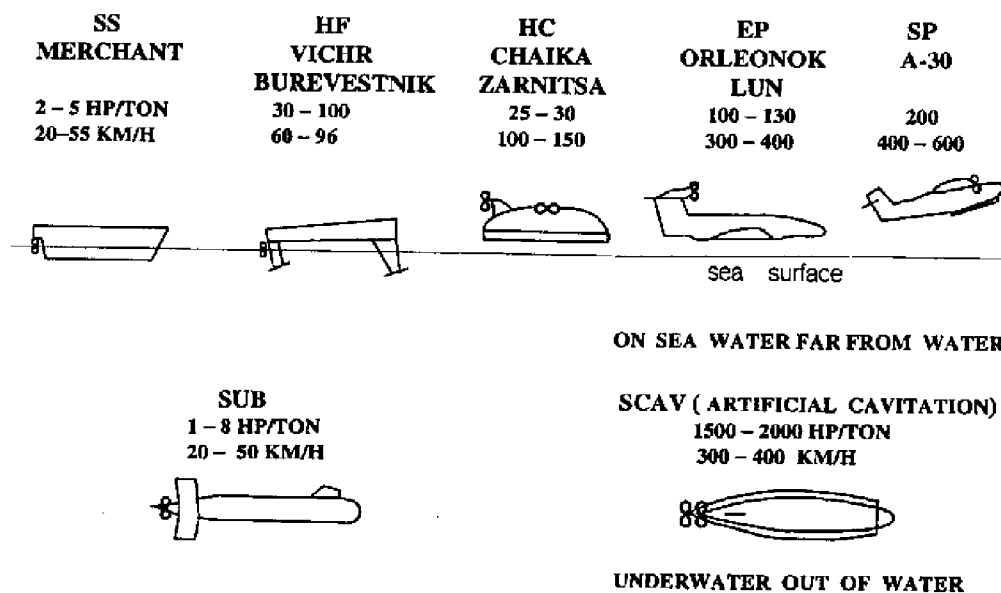 SS
MERCHANT
2 – 5 HP/TON
20–55 KM/H
HF
VICHR
BUREVESTNIK
30 – 100
60 – 96
HC
CHAIKA
ZARNITSA
25 – 30
100 – 150
EP
ORLEONOK
LUN
100 – 130
300 – 400
SP
A-30
200
400 – 600
sea surface
ON SEA WATER FAR FROM WATER
SUB
1 – 8 HP/TON
20 – 50 KM/H
SCAV ( ARTIFICIAL CAVITATION)
1500 – 2000 HP/TON
300 – 400 KM/H
UNDERWATER OUT OF WATER